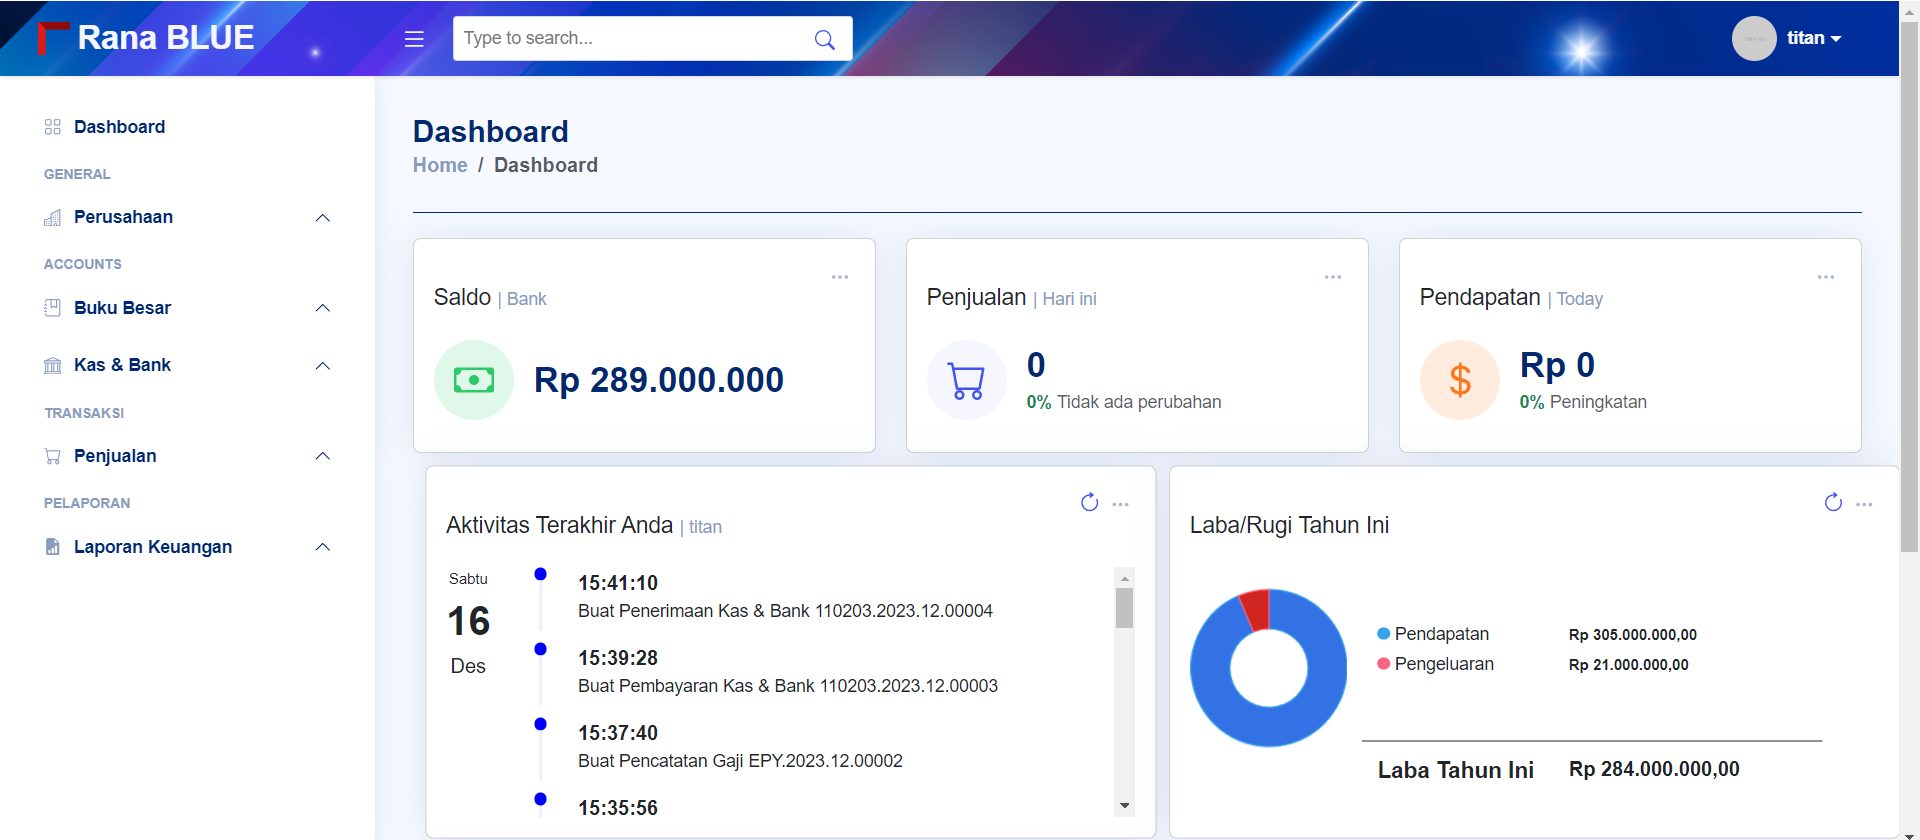 Rana BLUE
Type to search...
titan
Dashboard
GENERAL
Perusahaan
ACCOUNTS
Buku Besar
Kas & Bank
TRANSAKSI
Penjualan
PELAPORAN
Laporan Keuangan
Dashboard
Home / Dashboard
Saldo | Bank
Rp 289.000.000
Penjualan | Hari ini
0
0% Tidak ada perubahan
Pendapatan | Today
$
Rp 0
0% Peningkatan
Aktivitas Terakhir Anda | titan
Sabtu
16
Des
15:41:10
Buat Penerimaan Kas & Bank 110203.2023.12.00004
15:39:28
Buat Pembayaran Kas & Bank 110203.2023.12.00003
15:37:40
Buat Pencatatan Gaji EPY.2023.12.00002
15:35:56
Laba/Rugi Tahun Ini
Pendapatan Rp 305.000.000,00
Pengeluaran Rp 21.000.000,00
Laba Tahun Ini Rp 284.000.000,00